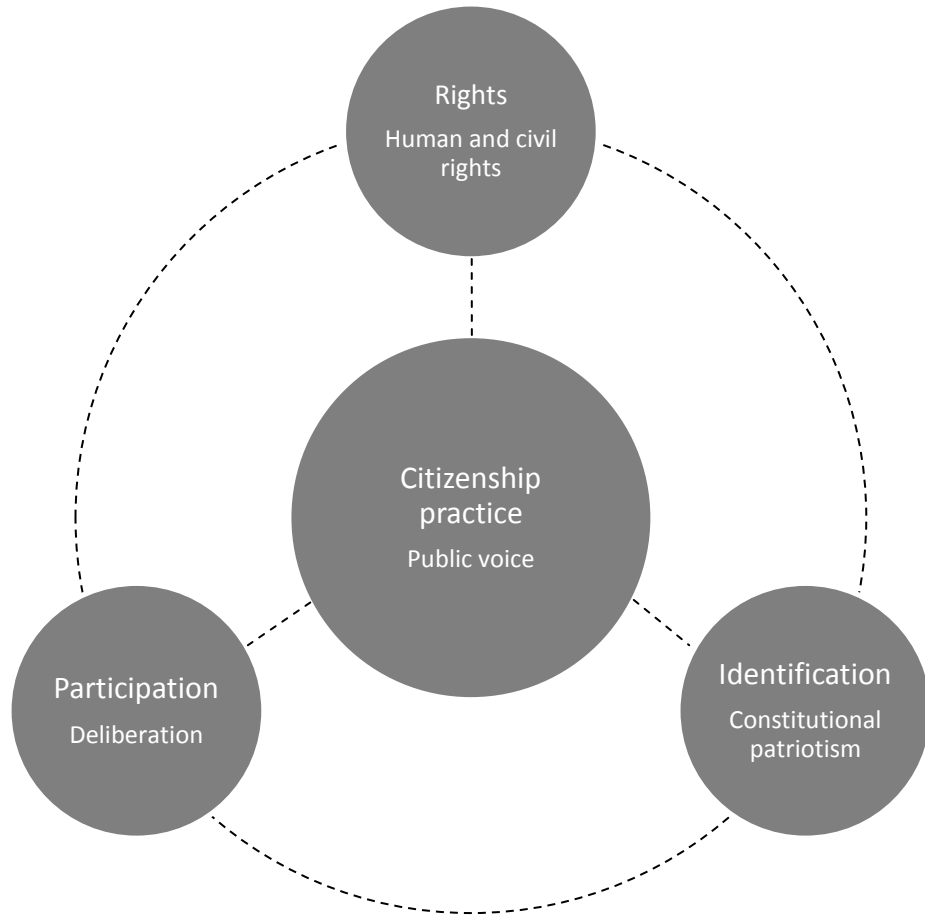 Rights
Human and civil
rights
Citizenship
practice
Public voice
Participation
Deliberation
Identification
Constitutional
patriotism